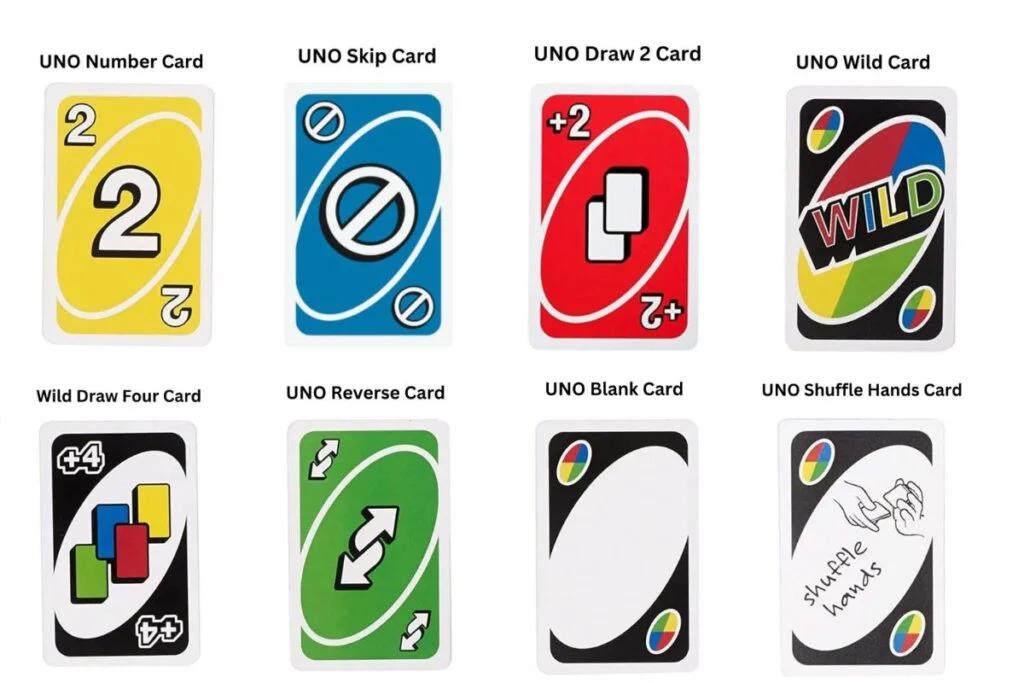 UNO Number Card
UNO Skip Card
UNO Draw 2 Card
UNO Wild Card
2
2
2
+2
+2
WILD
Wild Draw Four Card
UNO Reverse Card
UNO Blank Card
UNO Shuffle Hands Card
+4
+4
shuffle
hands